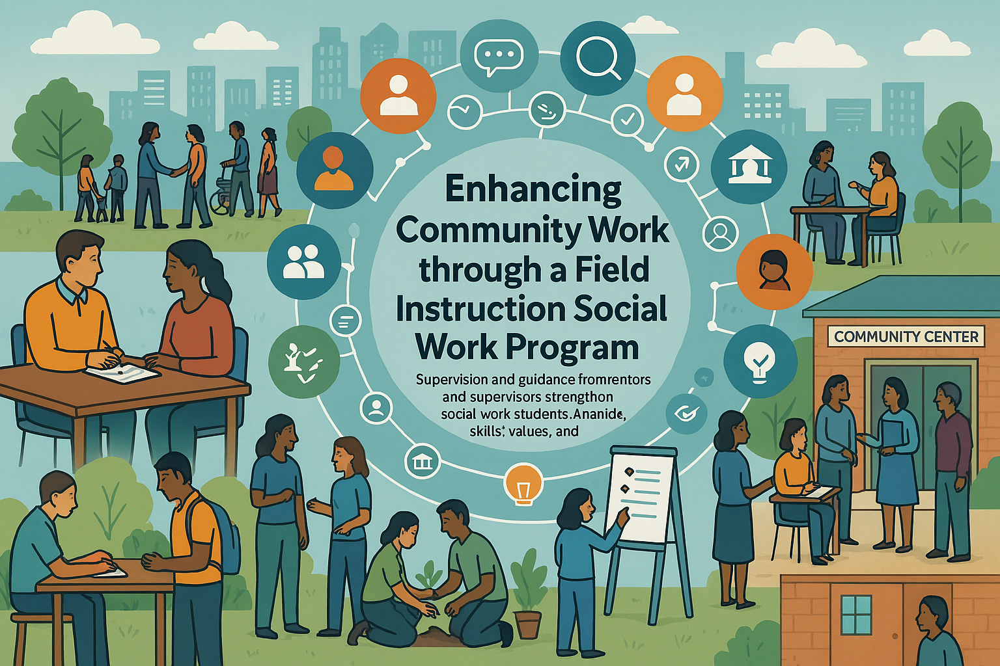 Enhancing
Community Work
through a Field
Instruction Social
Work Program
Supervision and guidance fromrentors
and supervisors strengthon
social work students. Ananide,
skills; values, and
COMMUNITY CENTER